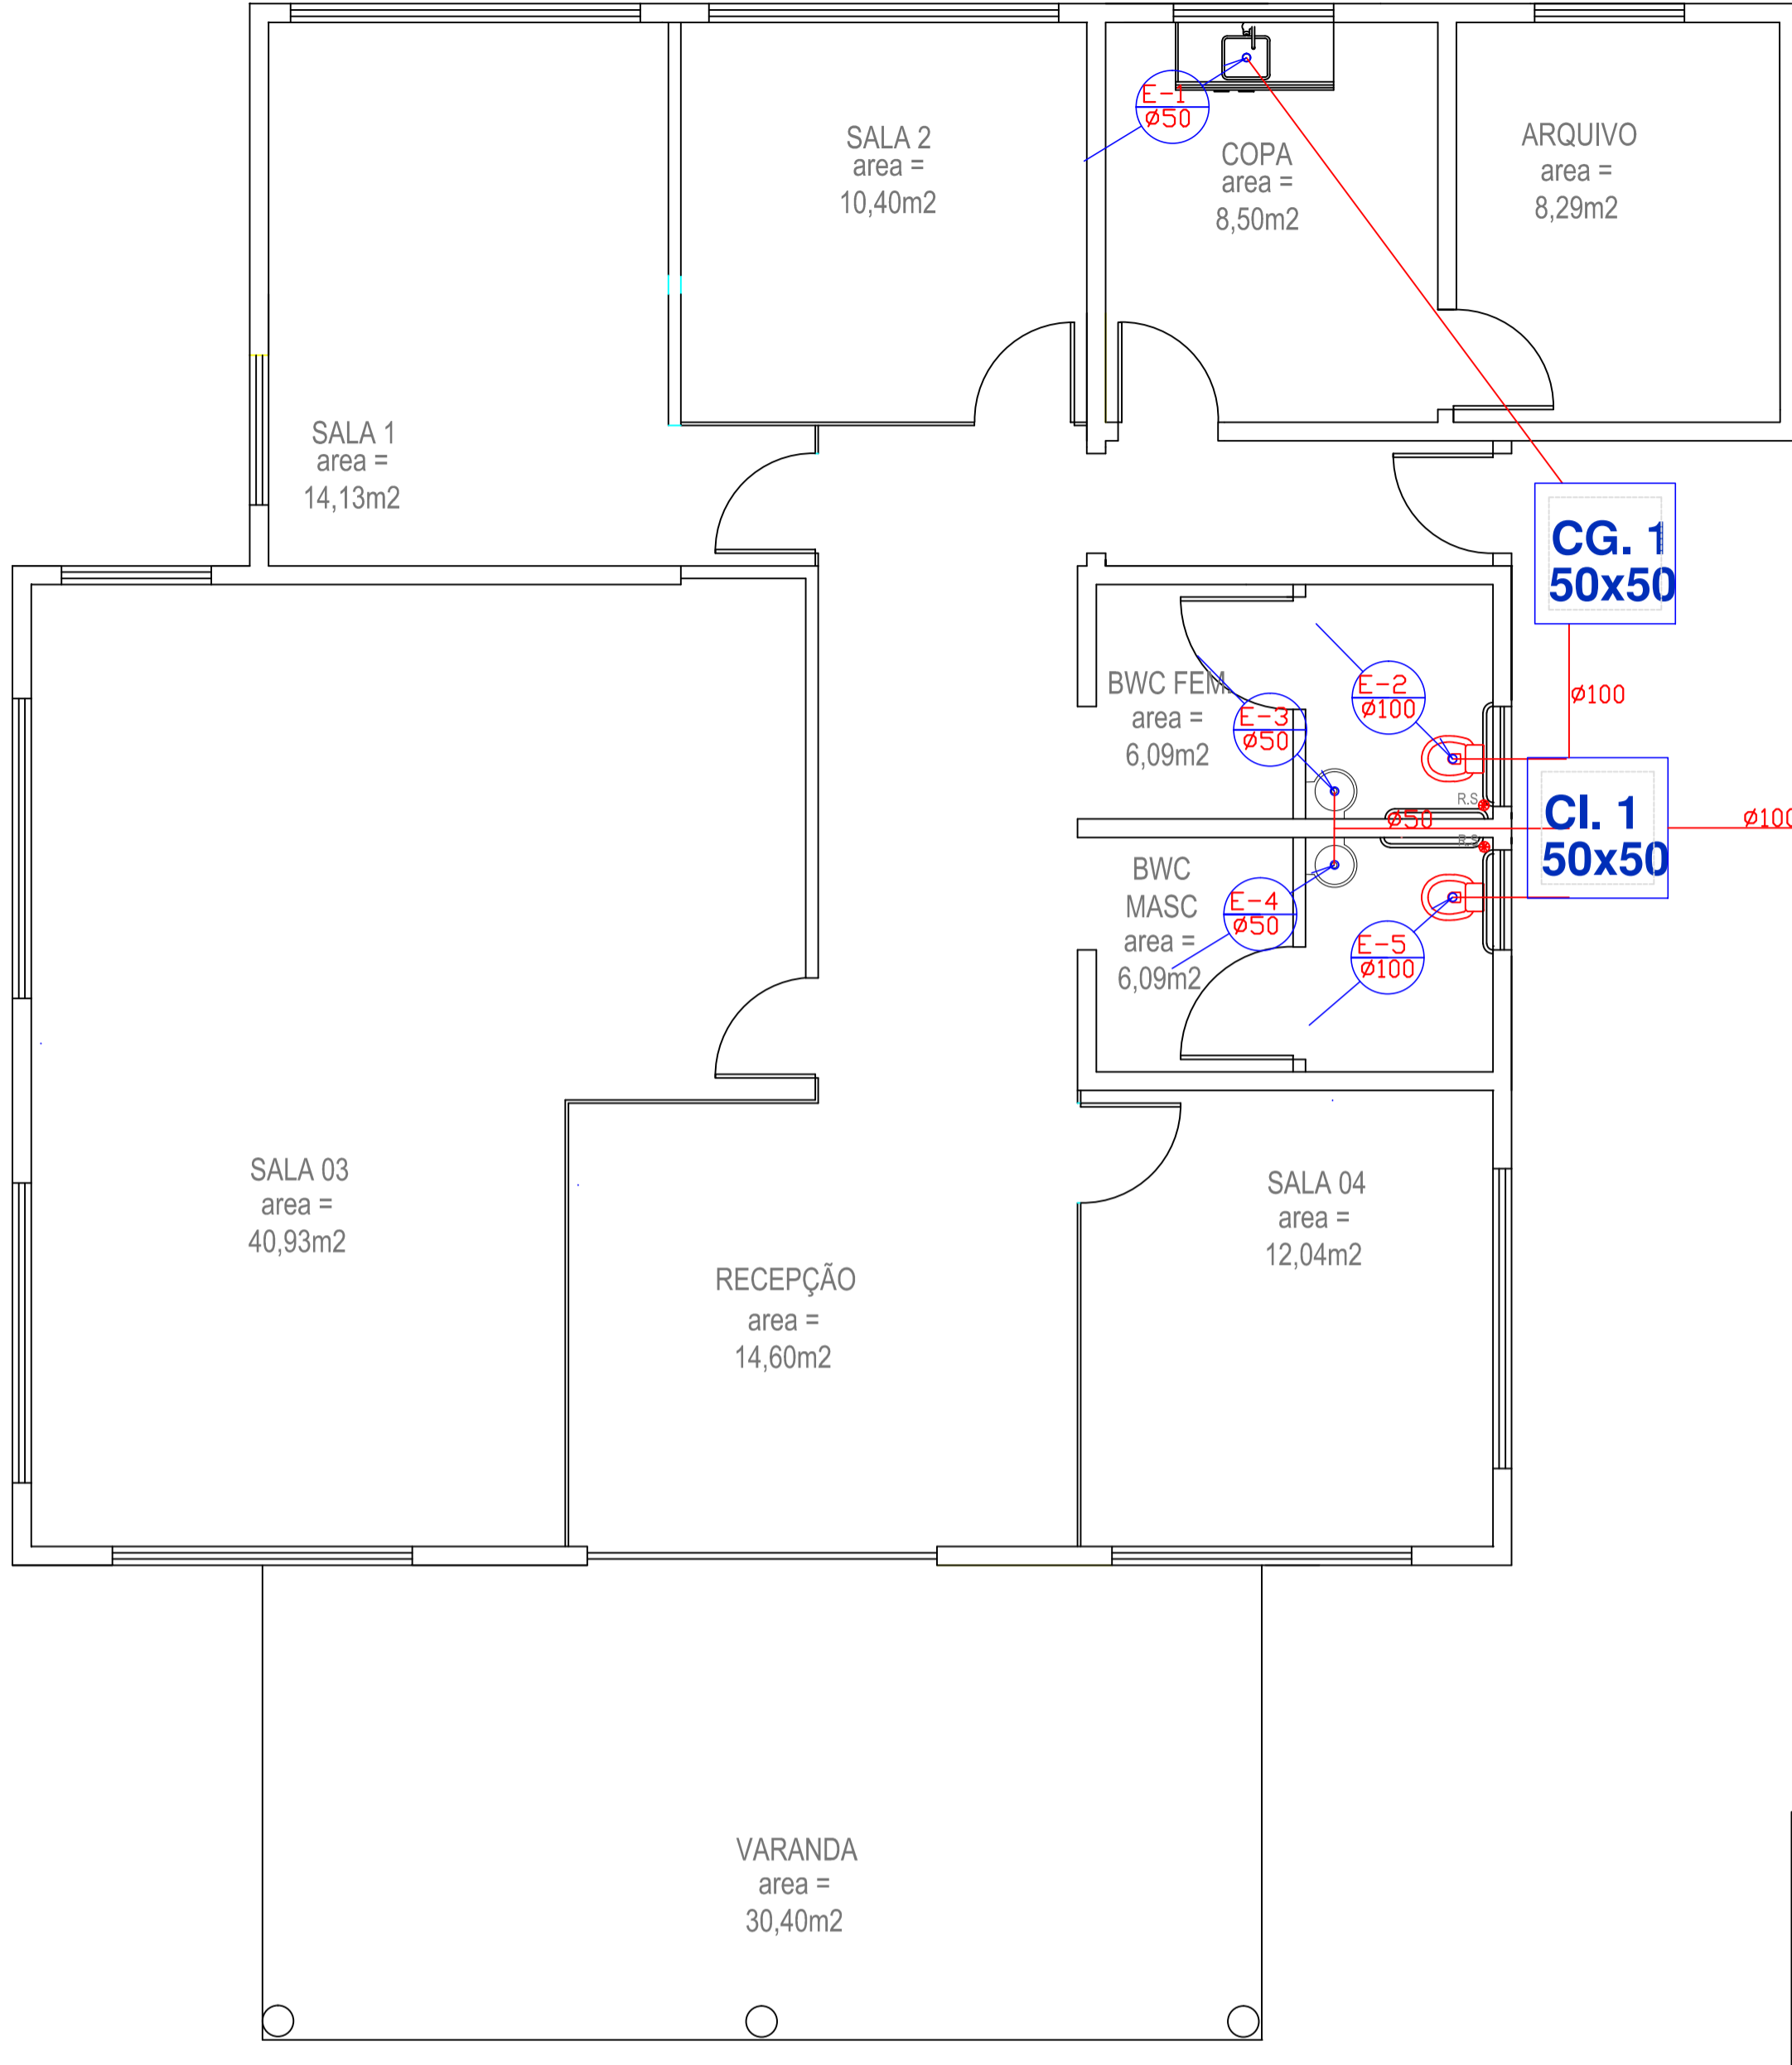 E-1
ø50
SALA 2
area =
10,40m2
COPA
area =
8,50m2
ARQUIVO
area =
8,29m2
SALA 1
area =
14,13m2
CG. 1
50x50
ø100
BWC FEM.
area =
6,09m2
E-2
ø100
E-3
ø50
R.S
ø50
R.S
CI. 1
50x50
ø100
BWC
MASC
area =
6,09m2
E-4
ø50
E-5
ø100
SALA 03
area =
40,93m2
SALA 04
area =
12,04m2
RECEPÇÃO
area =
14,60m2
VARANDA
area =
30,40m2